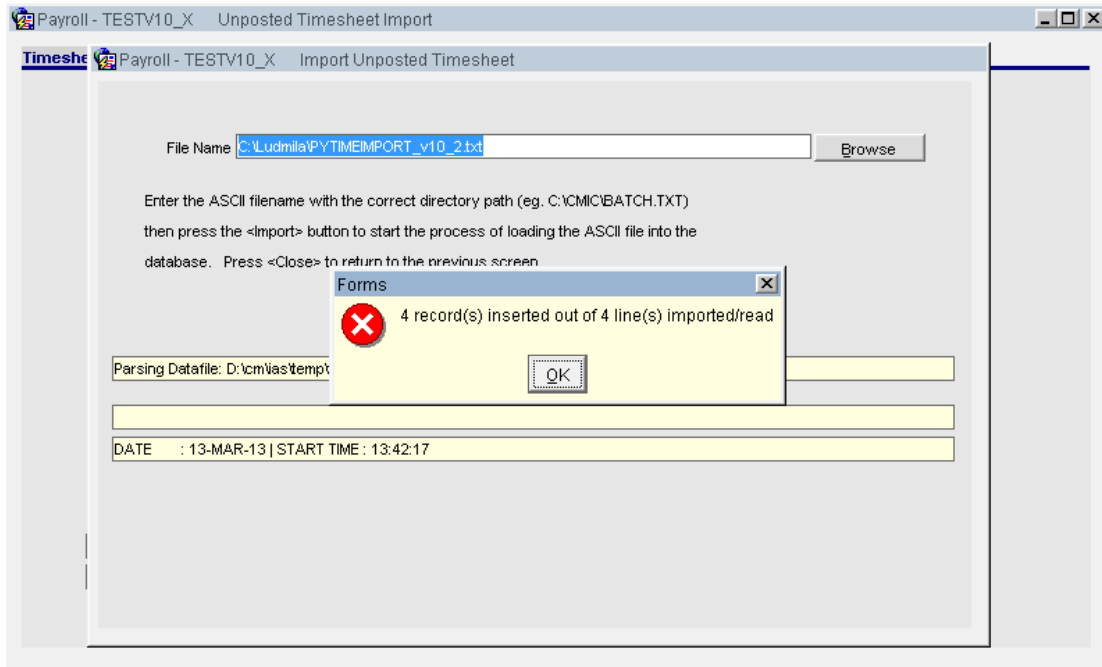 Payroll - TESTV10_X Unposted Timesheet Import
Payroll - TESTV10_X Import Unposted Timesheet
File Name C:\Ludmila\PYTIMEIMPORT_v10_2.txt Browse
Enter the ASCII filename with the correct directory path (eg. C:\CMIC\BATCH.TXT)
then press the <Import> button to start the process of loading the ASCII file into the
database. Press <Close> to return to the previous screen
Forms
4 record(s) inserted out of 4 line(s) imported/read
OK
Parsing Datafile: D:\cm\ias\temp\
DATE : 13-MAR-13 | START TIME : 13:42:17